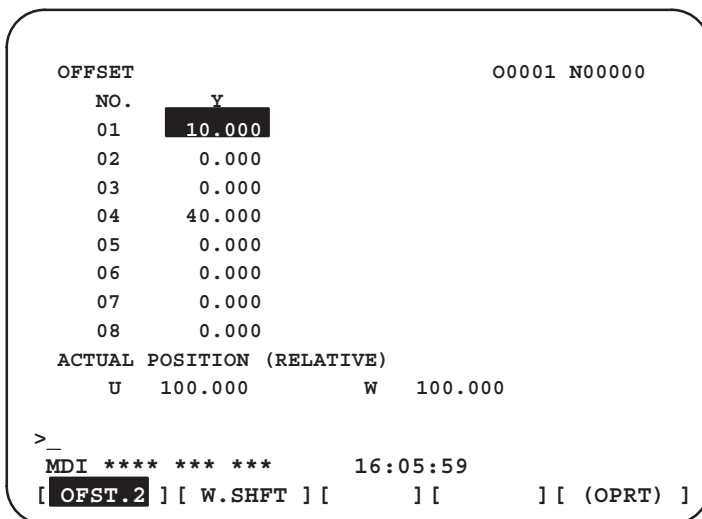 OFFSET O0001 N00000
NO. Y
01 10.000
02 0.000
03 0.000
04 40.000
05 0.000
06 0.000
07 0.000
08 0.000
ACTUAL POSITION (RELATIVE)
U 100.000 W 100.000
>_
MDI **** *** *** 16:05:59
[ OFST.2 ] [ W.SHFT ] [ ] [ ] [ (OPRT) ]